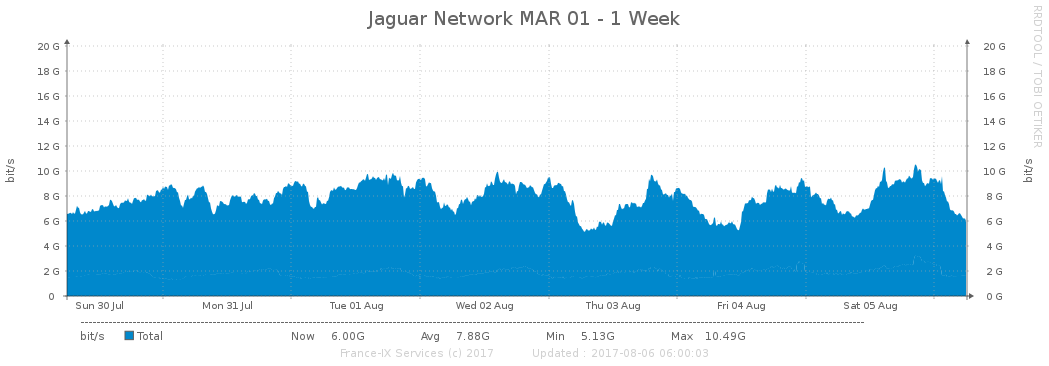 Jaguar Network MAR 01 - 1 Week
RRDTOOL / TOBI OETIKER
bit/s
20 G
18 G
16 G
14 G
12 G
10 G
8 G
6 G
4 G
2 G
0
20 G
18 G
16 G
14 G
12 G
10 G
8 G
6 G
4 G
2 G
0 G
bit/s
Sun 30 Jul Mon 31 Jul Tue 01 Aug Wed 02 Aug Thu 03 Aug Fri 04 Aug Sat 05 Aug
bit/s Total Now 6.00G Avg 7.88G Min 5.13G Max 10.49G
France-IX Services (c) 2017 Updated : 2017-08-06 06:00:03